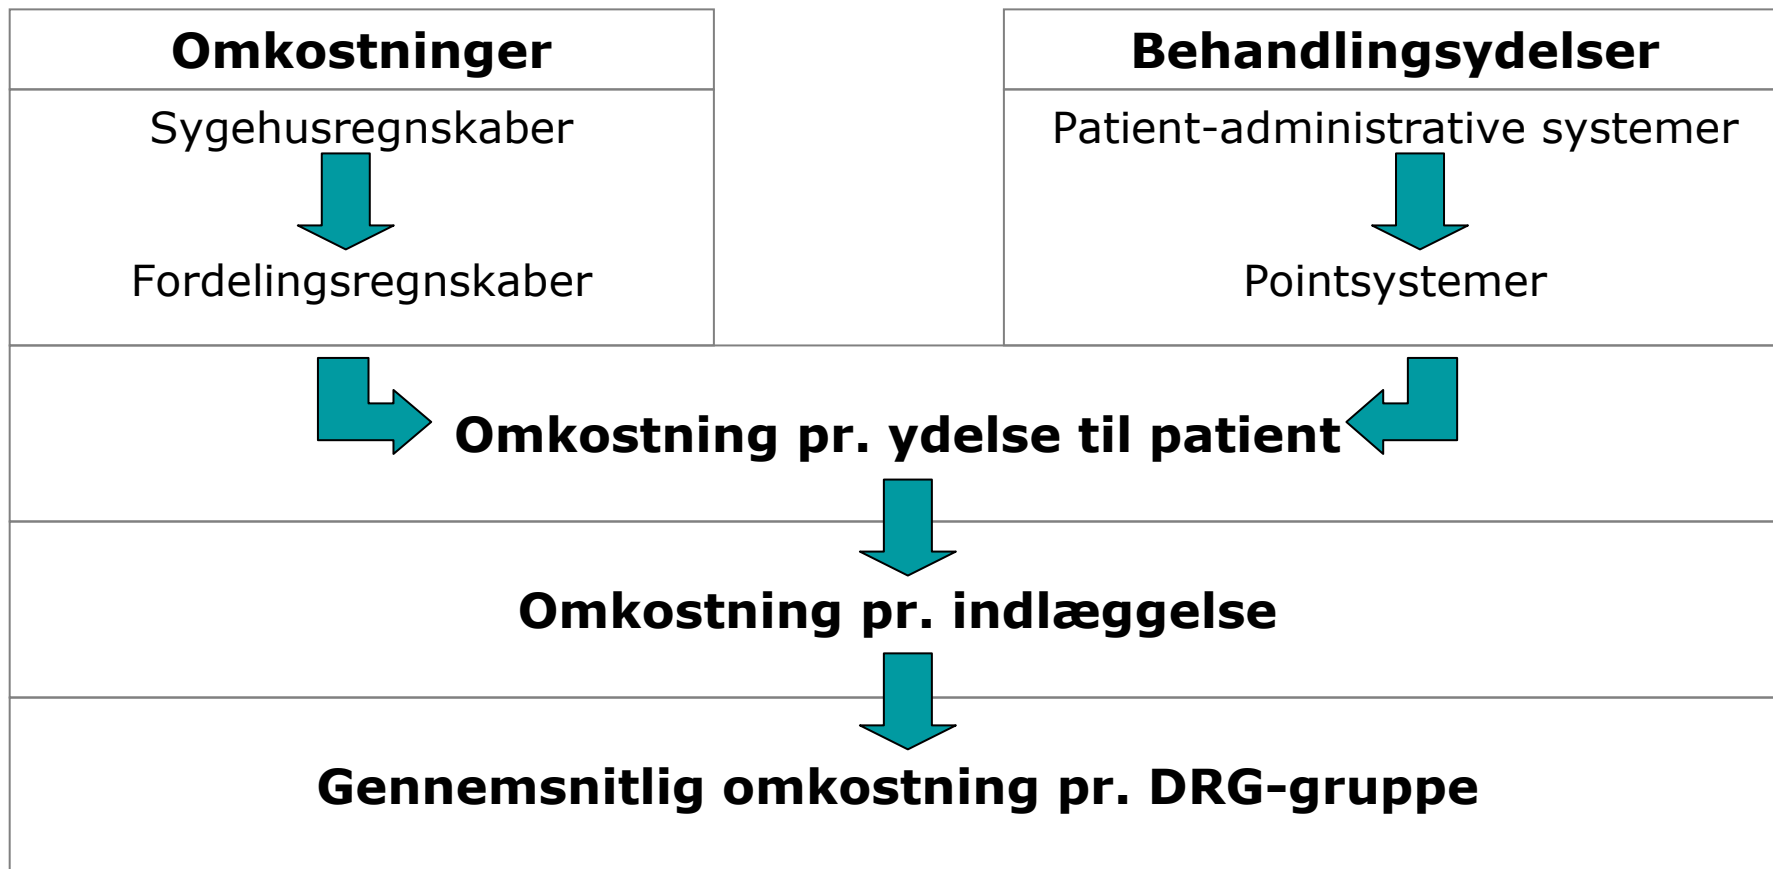 Omkostninger
Sygehusregnskaber
Fordelingsregnskaber
Behandlingsydelser
Patient-administrative systemer
Pointsystemer
Omkostning pr. ydelse til patient
Omkostning pr. indlæggelse
Gennemsnitlig omkostning pr. DRG-gruppe